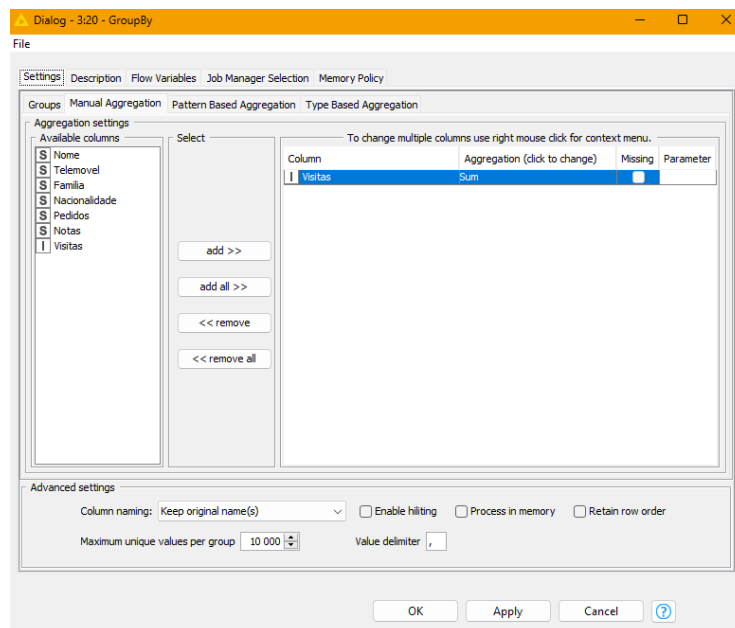 Dialog - 3:20 - GroupBy
File
Settings Description Flow Variables Job Manager Selection Memory Policy
Groups Manual Aggregation Pattern Based Aggregation Type Based Aggregation
Aggregation settings
Available columns
S Nome
S Telemovel
S Familia
S Nacionalidade
S Pedidos
S Notas
I Visitas
Select
add >>
add all >>
<< remove
<< remove all
To change multiple columns use right mouse click for context menu.
Column Aggregation (click to change) Missing Parameter
I Visitas Sum
Advanced settings
Column naming: Keep original name(s) Enable hiliting Process in memory Retain row order
Maximum unique values per group 10 000 Value delimiter ,
OK Apply Cancel ?